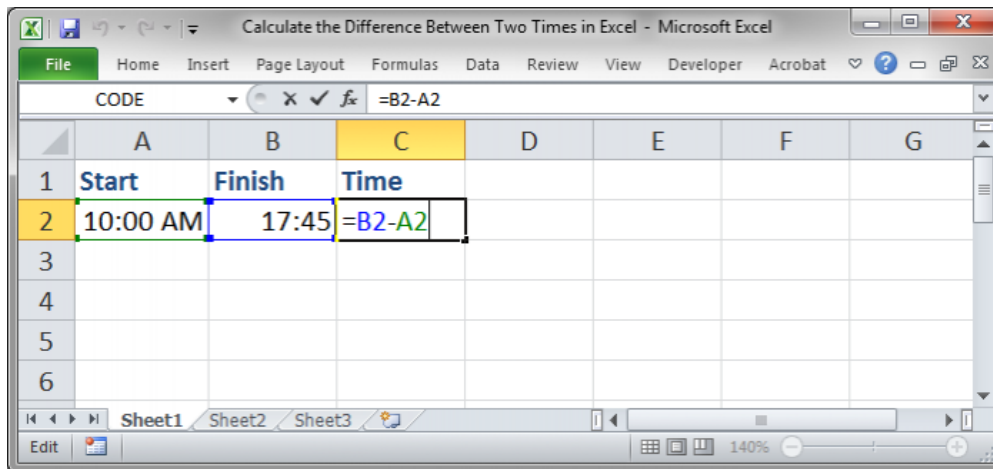 Calculate the Difference Between Two Times in Excel - Microsoft Excel
File Home Insert Page Layout Formulas Data Review View Developer Acrobat
CODE fx =B2-A2
A B C D E F G
1 Start Finish Time
2 10:00 AM 17:45 =B2-A2
3
4
5
6
Sheet1 Sheet2 Sheet3
Edit 140%